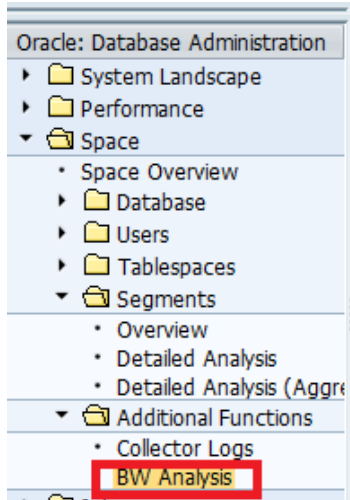 Oracle: Database Administration
System Landscape
Performance
Space
Space Overview
Database
Users
Tablespaces
Segments
Overview
Detailed Analysis
Detailed Analysis (Aggre
Additional Functions
Collector Logs
BW Analysis